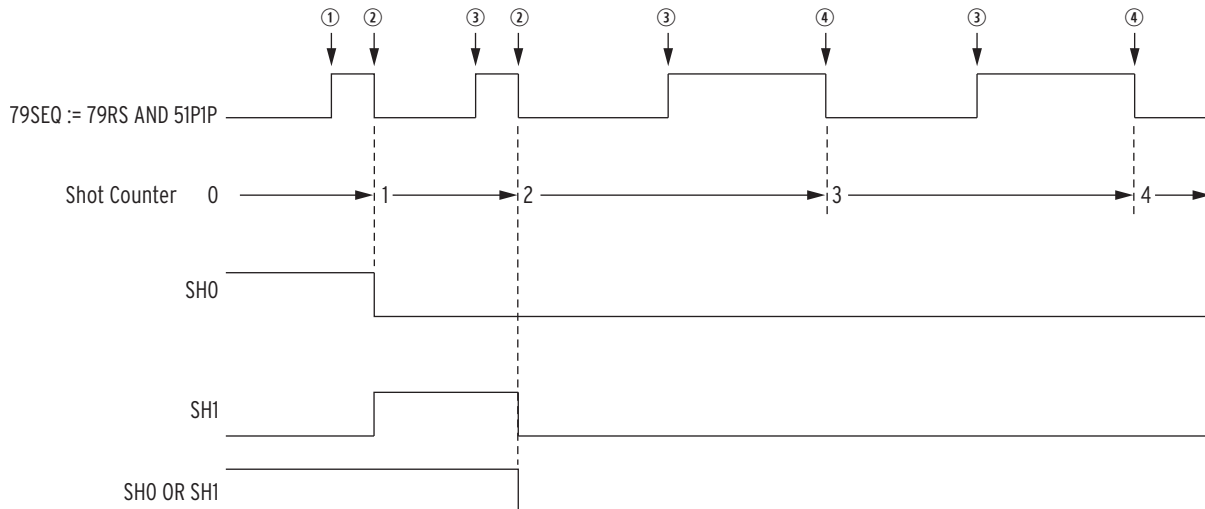 ① ② ③ ② ③ ④ ③ ④
79SEQ := 79RS AND 51P1P
Shot Counter 0 1 2 3 4
SH0
SH1
SH0 OR SH1